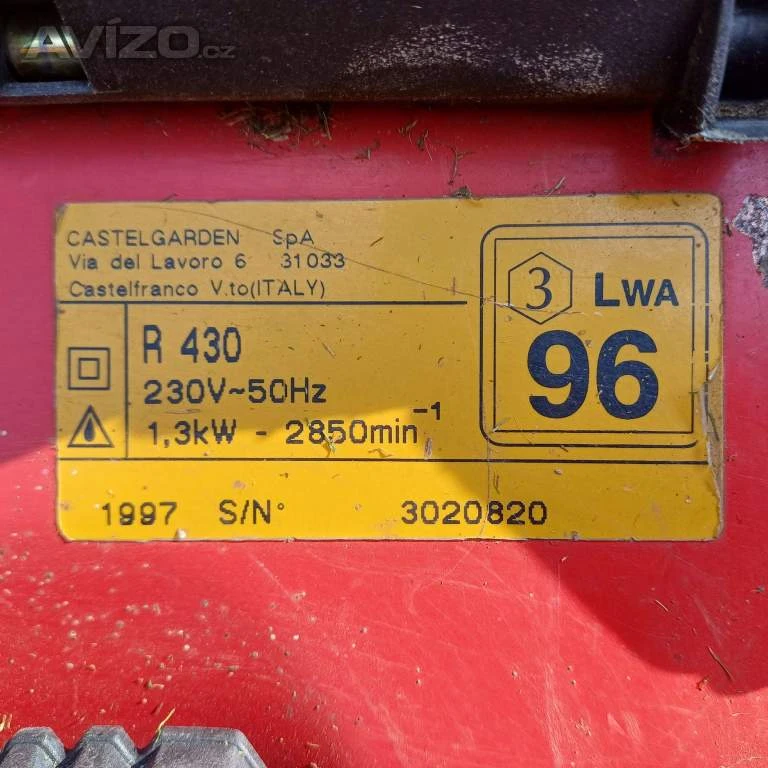 AVÍZO.cz
CASTELGARDEN SpA
Via del Lavoro 6 31033
Castelfranco V.to(ITALY)
3 LWA
96
R 430
230V~50Hz
1,3kW - 2850min⁻¹
1997 S/N° 3020820